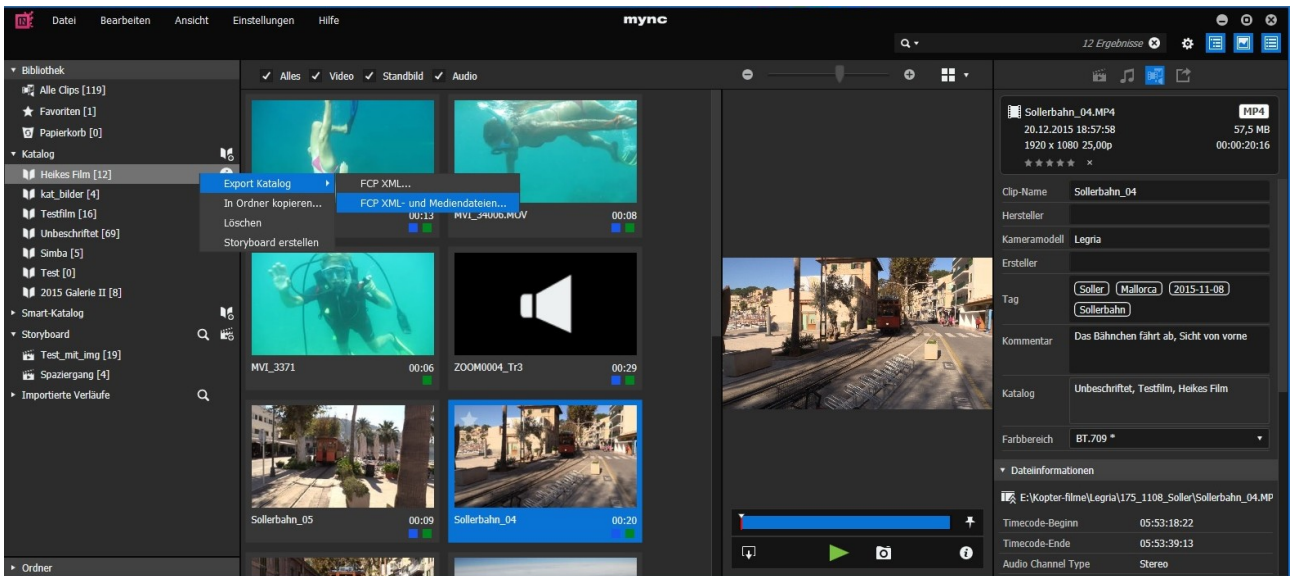 Datei Bearbeiten Ansicht Einstellungen Hilfe mync
12 Ergebnisse
Bibliothek
Alle Clips [119]
Favoriten [1]
Papierkorb [0]
Katalog
Heikes Film [12]
kat_bilder [4]
Testfilm [16]
Unbeschriftet [69]
Simba [5]
Test [0]
2015 Galerie II [8]
Smart-Katalog
Storyboard
Test_mit_img [19]
Spaziergang [4]
Importierte Verläufe
Ordner
Export Katalog
In Ordner kopieren...
Löschen
Storyboard erstellen
FCP XML...
FCP XML- und Mediendateien...
Alles Video Standbild Audio
00:13
MVI_34006.MOV 00:08
MVI_3371 00:06
ZOOM0004_Tr3 00:29
Sollerbahn_05 00:09
Sollerbahn_04 00:20
Sollerbahn_04.MP4 MP4
20.12.2015 18:57:58 57,5 MB
1920 x 1080 25,00p 00:00:20:16
Clip-Name Sollerbahn_04
Hersteller
Kameramodell Legria
Ersteller
Tag Soller Mallorca 2015-11-08
Sollerbahn
Kommentar Das Bähnchen fährt ab, Sicht von vorne
Katalog Unbeschriftet, Testfilm, Heikes Film
Farbbereich BT.709 *
Dateiinformationen
E:\Kopter-filme\Legria\175_1108_Soller\Sollerbahn_04.MP
Timecode-Beginn 05:53:18:22
Timecode-Ende 05:53:39:13
Audio Channel Type Stereo